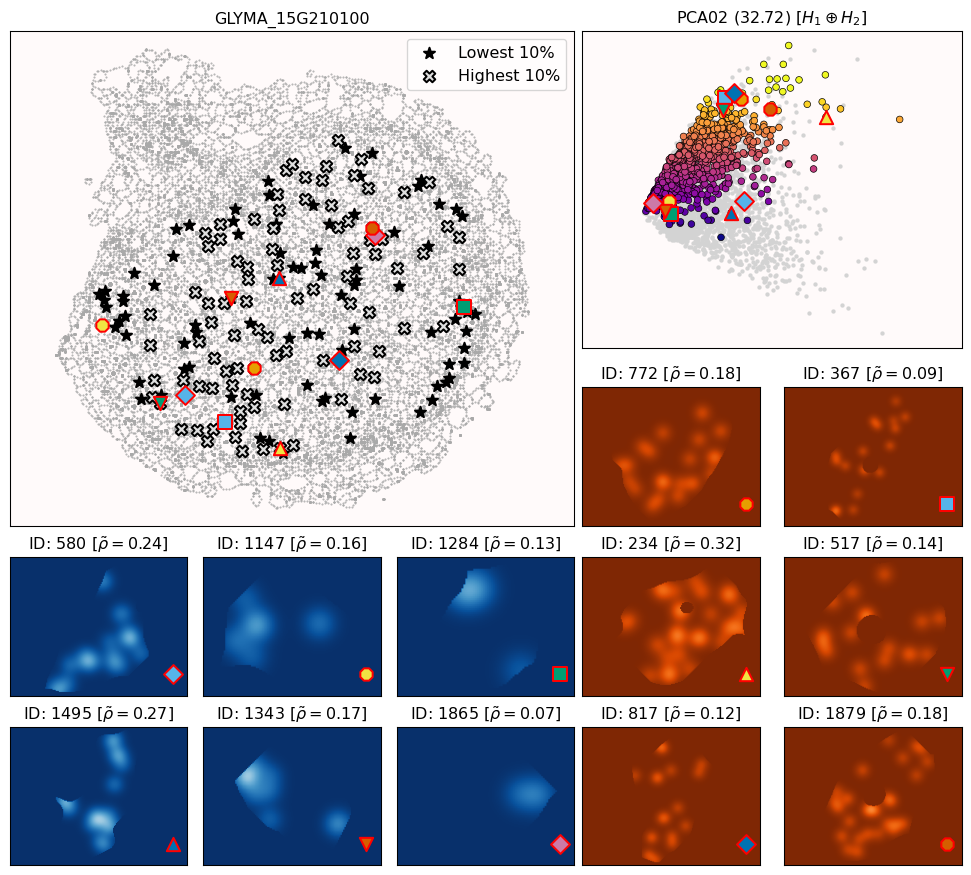 GLYMA_15G210100
PCA02 (32.72) [H₁ ⊕ H₂]
Lowest 10%
Highest 10%
ID: 772 [ρ̃ = 0.18]
ID: 367 [ρ̃ = 0.09]
ID: 580 [ρ̃ = 0.24]
ID: 1147 [ρ̃ = 0.16]
ID: 1284 [ρ̃ = 0.13]
ID: 234 [ρ̃ = 0.32]
ID: 517 [ρ̃ = 0.14]
ID: 1495 [ρ̃ = 0.27]
ID: 1343 [ρ̃ = 0.17]
ID: 1865 [ρ̃ = 0.07]
ID: 817 [ρ̃ = 0.12]
ID: 1879 [ρ̃ = 0.18]